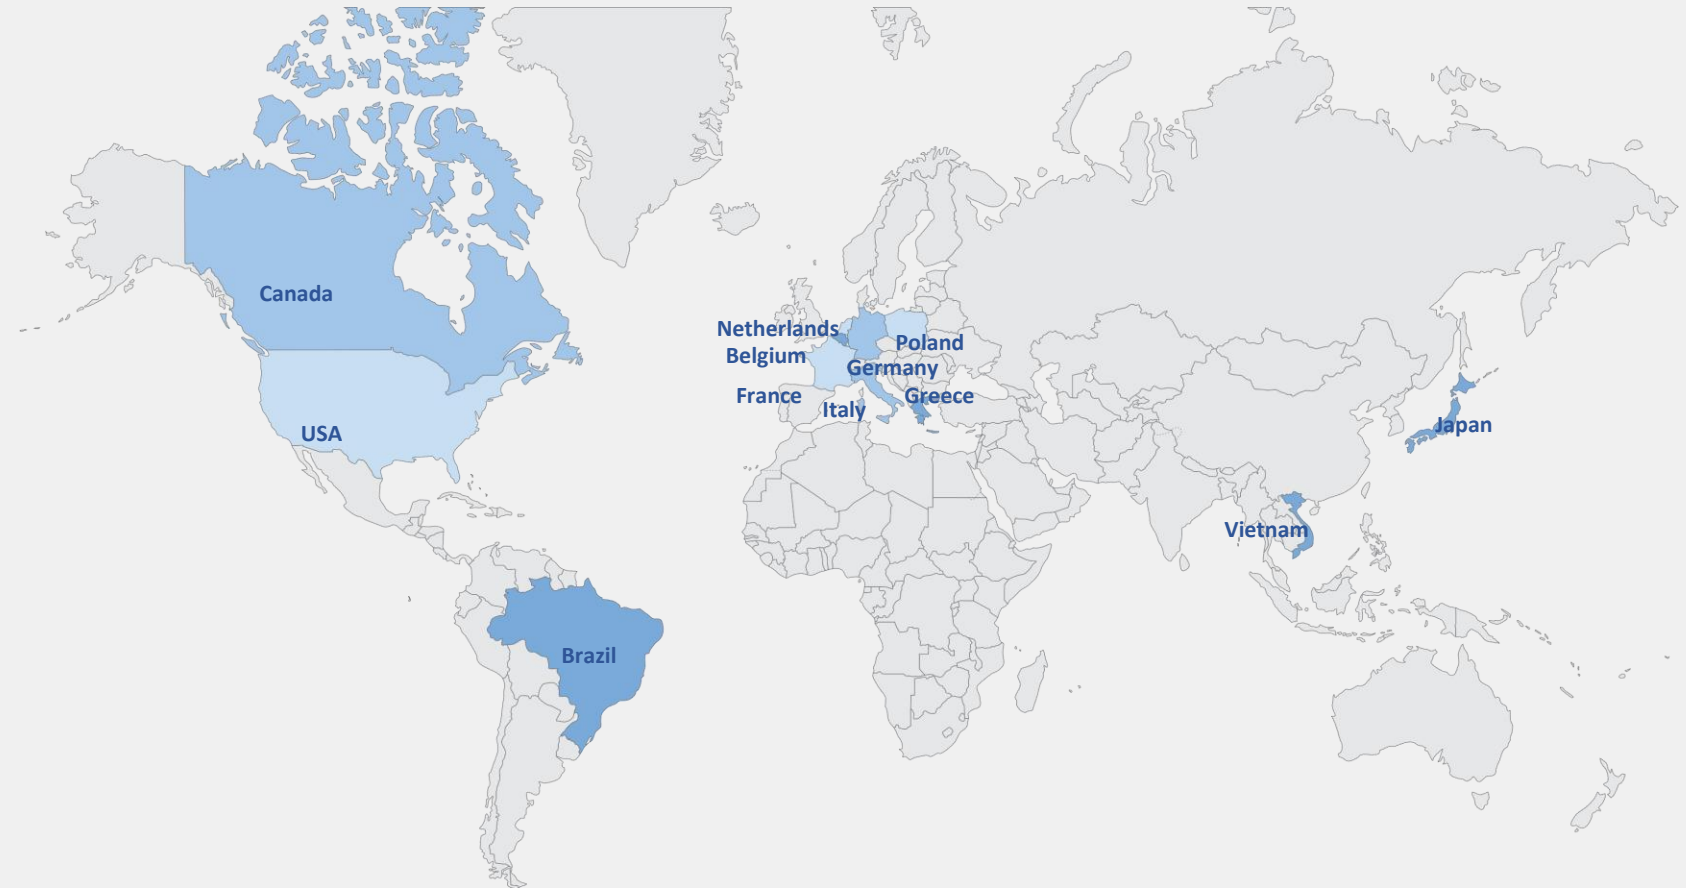 Canada
Netherlands
Poland
Belgium
Germany
France
Greece
Italy
Japan
USA
Vietnam
Brazil